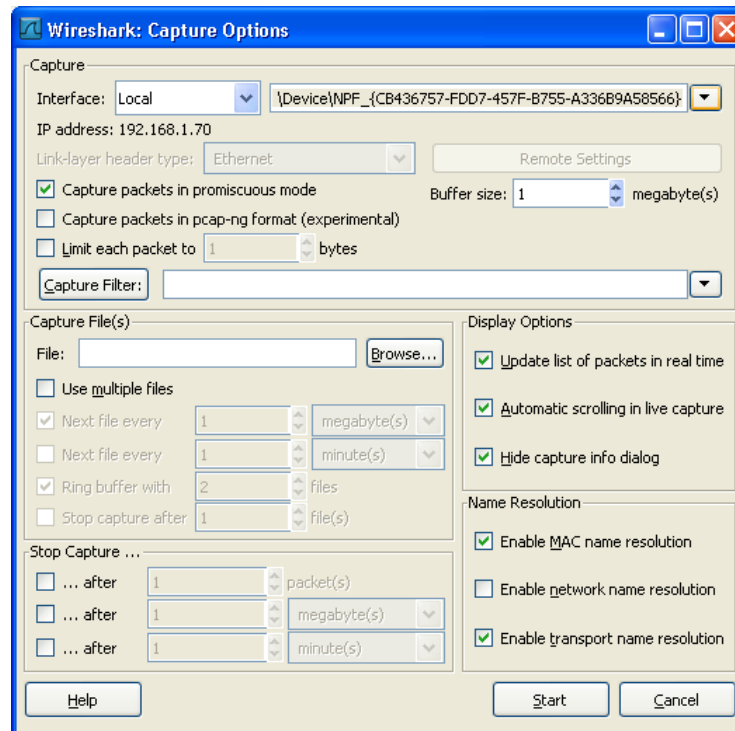 Wireshark: Capture Options
Capture
Interface: Local \Device\NPF_{CB436757-FDD7-457F-B755-A336B9A58566}
IP address: 192.168.1.70
Link-layer header type: Ethernet Remote Settings
Capture packets in promiscuous mode Buffer size: 1 megabyte(s)
Capture packets in pcap-ng format (experimental)
Limit each packet to 1 bytes
Capture Filter:
Capture File(s)
File: Browse...
Use multiple files
Next file every 1 megabyte(s)
Next file every 1 minute(s)
Ring buffer with 2 files
Stop capture after 1 file(s)
Stop Capture ...
... after 1 packet(s)
... after 1 megabyte(s)
... after 1 minute(s)
Display Options
Update list of packets in real time
Automatic scrolling in live capture
Hide capture info dialog
Name Resolution
Enable MAC name resolution
Enable network name resolution
Enable transport name resolution
Help Start Cancel